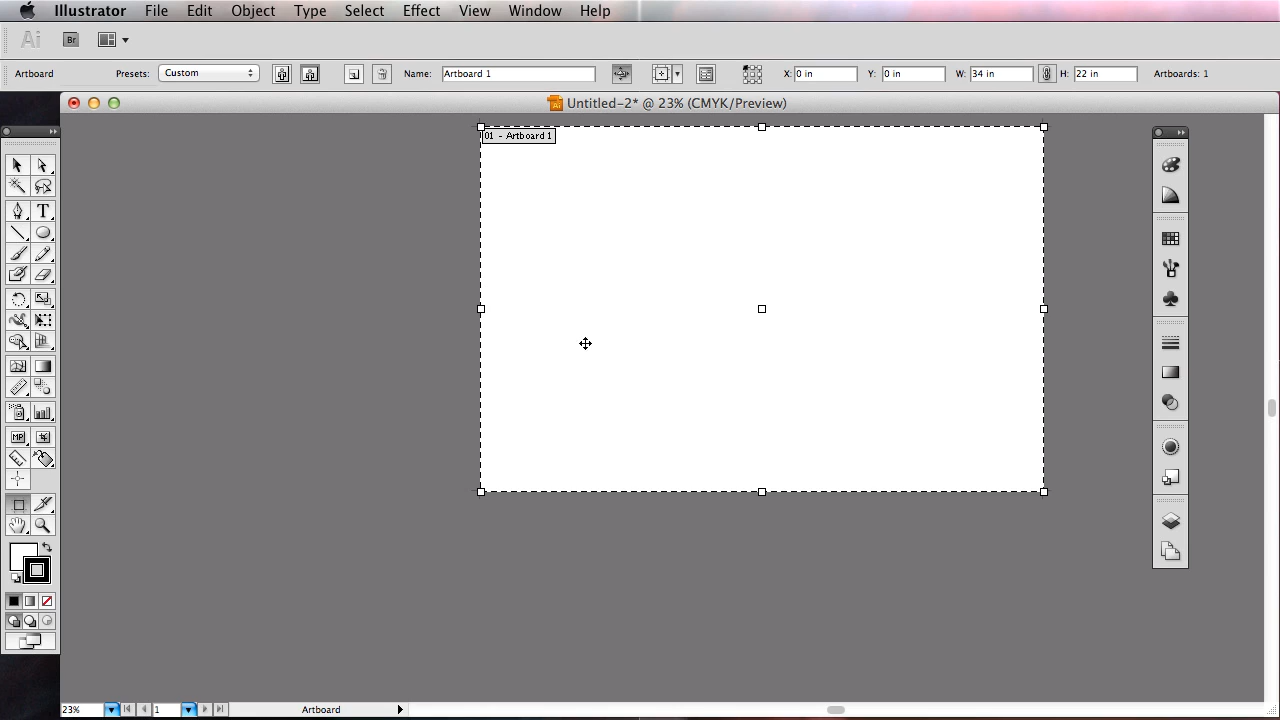 Illustrator File Edit Object Type Select Effect View Window Help
Ai Br
Artboard Presets: Custom Name: Artboard 1 X: 0 in Y: 0 in W: 34 in H: 22 in Artboards: 1
Untitled-2* @ 23% (CMYK/Preview)
01 - Artboard 1
T
23% 1 Artboard